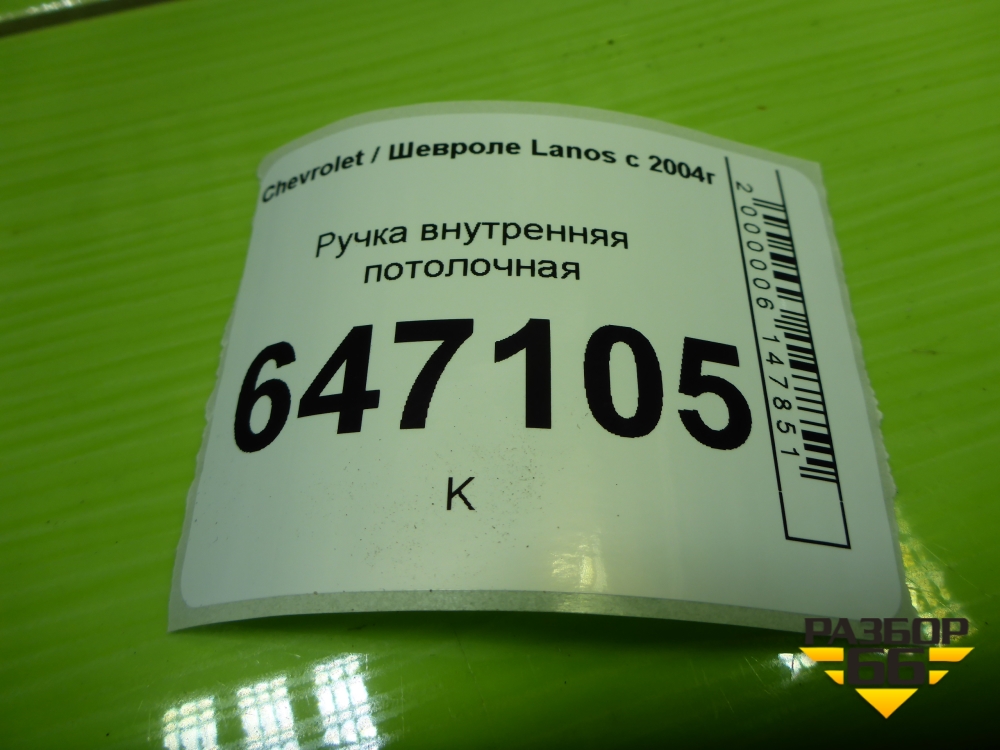 Chevrolet / Шевроле Lanos с 2004г
Ручка внутренняя
потолочная
647105
К
2000006147851
РАЗБОР
66